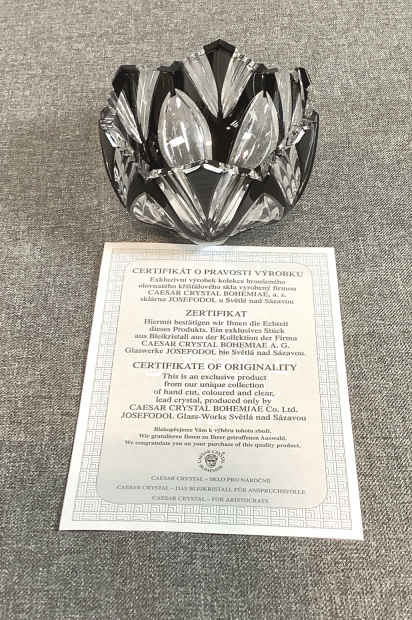 CERTIFIKÁT O PRAVOSTI VÝROBKU
Exkluzivní výrobek kolekce broušeného
olovnatého křišťálového skla vyrobený firmou
CAESAR CRYSTAL BOHEMIAE, a. s.
sklárna JOSEFODOL u Světlé nad Sázavou
ZERTIFIKAT
Hiermit bestätigen wir Ihnen die Echtheit
dieses Produkts. Ein exklusives Stück
aus Bleikristall aus der Kollektion der Firma
CAESAR CRYSTAL BOHEMIAE A. G.
Glaswerke JOSEFODOL bie Světlá nad Sázavou.
CERTIFICATE OF ORIGINALITY
This is an exclusive product
from our unique collection
of hand cut, coloured and clear,
lead crystal, produced only by
CAESAR CRYSTAL BOHEMIAE Co. Ltd.
JOSEFODOL Glass-Works Světlá nad Sázavou
Blahopřejeme Vám k výběru tohoto zboží.
Wir gratulieren Ihnen zu Ihrer getroffenen Auswahl.
We congratulate you on your purchase of this quality product.
CAESAR CRYSTAL
BOHEMIAE
CAESAR CRYSTAL – SKLO PRO NÁROČNÉ
CAESAR CRYSTAL – DAS BLEIKRISTALL FÜR ANSPRUCHSVOLLE
CAESAR CRYSTAL – FOR ARISTOCRATS